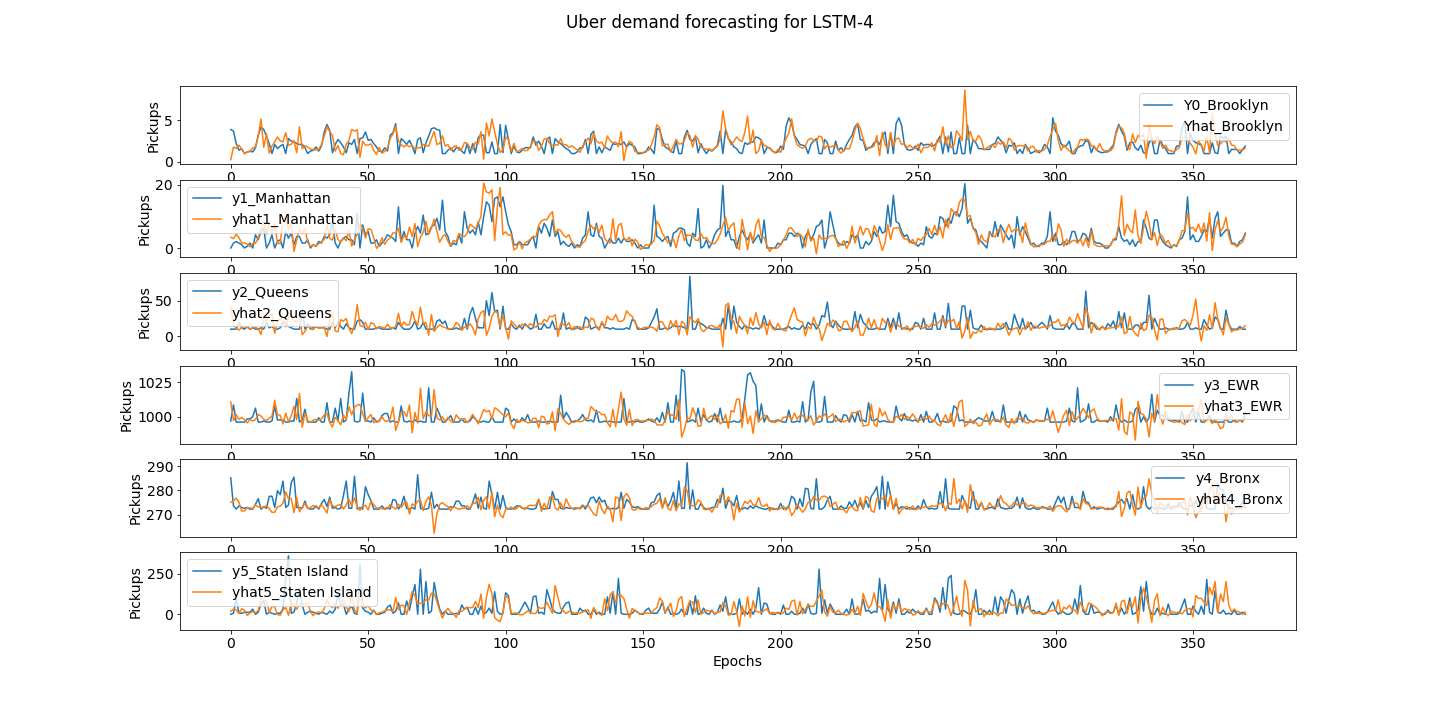 Uber demand forecasting for LSTM-4
Pickups
5
0
Y0_Brooklyn
Yhat_Brooklyn
0 50 100 150 200 250 300 350
Pickups
20
0
y1_Manhattan
yhat1_Manhattan
0 50 100 150 200 250 300 350
Pickups
50
0
y2_Queens
yhat2_Queens
0 50 100 150 200 250 300 350
Pickups
1025
1000
y3_EWR
yhat3_EWR
0 50 100 150 200 250 300 350
Pickups
290
280
270
y4_Bronx
yhat4_Bronx
0 50 100 150 200 250 300 350
Pickups
250
0
y5_Staten Island
yhat5_Staten Island
0 50 100 150 200 250 300 350
Epochs